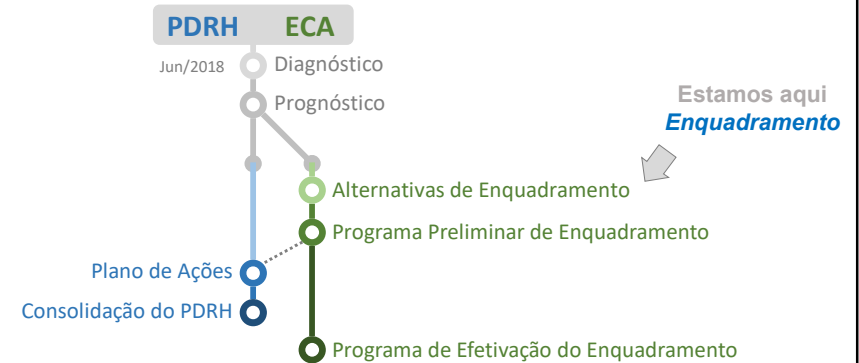 PDRH ECA
Jun/2018 Diagnóstico
Prognóstico
Estamos aqui
Enquadramento
Alternativas de Enquadramento
Programa Preliminar de Enquadramento
Plano de Ações
Consolidação do PDRH
Programa de Efetivação do Enquadramento